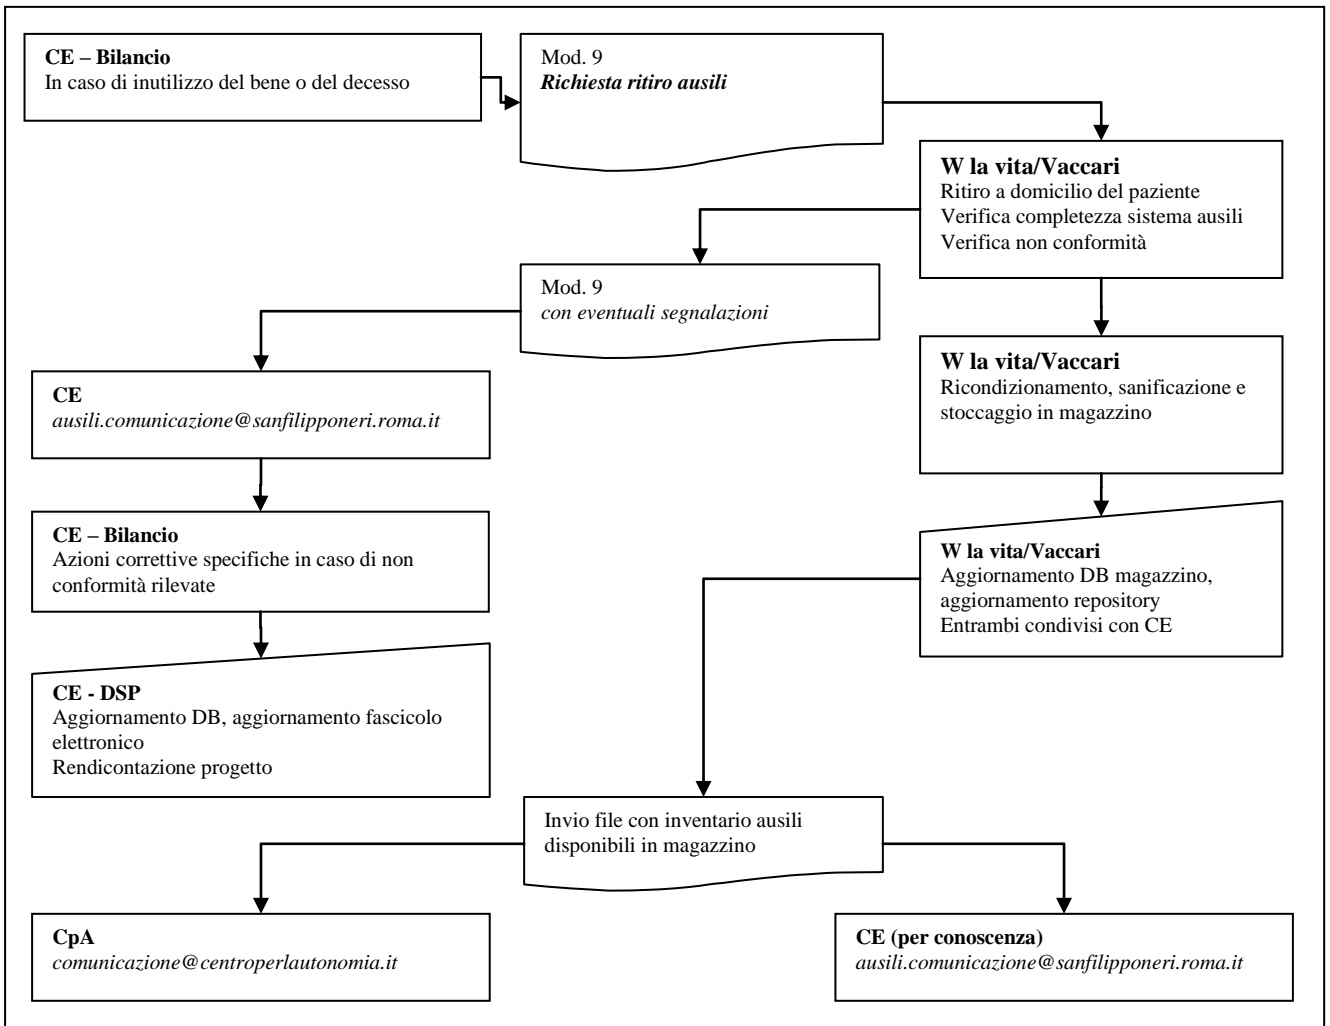 CE – Bilancio
In caso di inutilizzo del bene o del decesso
Mod. 9
Richiesta ritiro ausili
W la vita/Vaccari
Ritiro a domicilio del paziente
Verifica completezza sistema ausili
Verifica non conformità
Mod. 9
con eventuali segnalazioni
W la vita/Vaccari
Ricondizionamento, sanificazione e
stoccaggio in magazzino
CE
ausili.comunicazione@sanfilipponeri.roma.it
CE – Bilancio
Azioni correttive specifiche in caso di non
conformità rilevate
W la vita/Vaccari
Aggiornamento DB magazzino,
aggiornamento repository
Entrambi condivisi con CE
CE - DSP
Aggiornamento DB, aggiornamento fascicolo
elettronico
Rendicontazione progetto
Invio file con inventario ausili
disponibili in magazzino
CpA
comunicazione@centroperlautonomia.it
CE (per conoscenza)
ausili.comunicazione@sanfilipponeri.roma.it